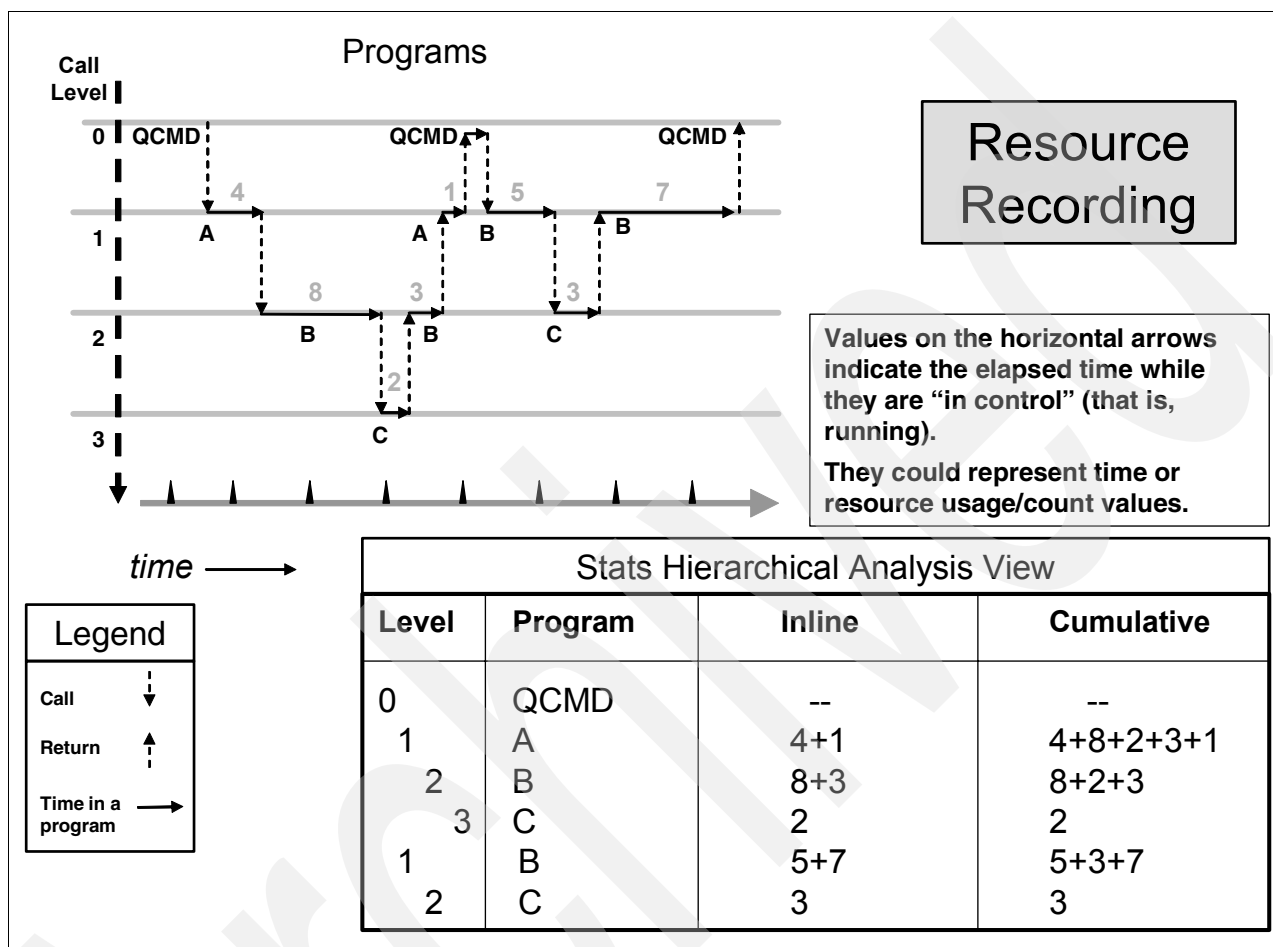 Programs
Call
Level
0 QCMD QCMD QCMD
4 1 5 7
1 A A B B
8 3 3
2 B B C
2
3 C
time
Resource
Recording
Values on the horizontal arrows
indicate the elapsed time while
they are “in control” (that is,
running).
They could represent time or
resource usage/count values.
Legend
Call
Return
Time in a
program
Stats Hierarchical Analysis View
Level Program Inline Cumulative
0 QCMD -- --
1 A 4+1 4+8+2+3+1
2 B 8+3 8+2+3
3 C 2 2
1 B 5+7 5+3+7
2 C 3 3